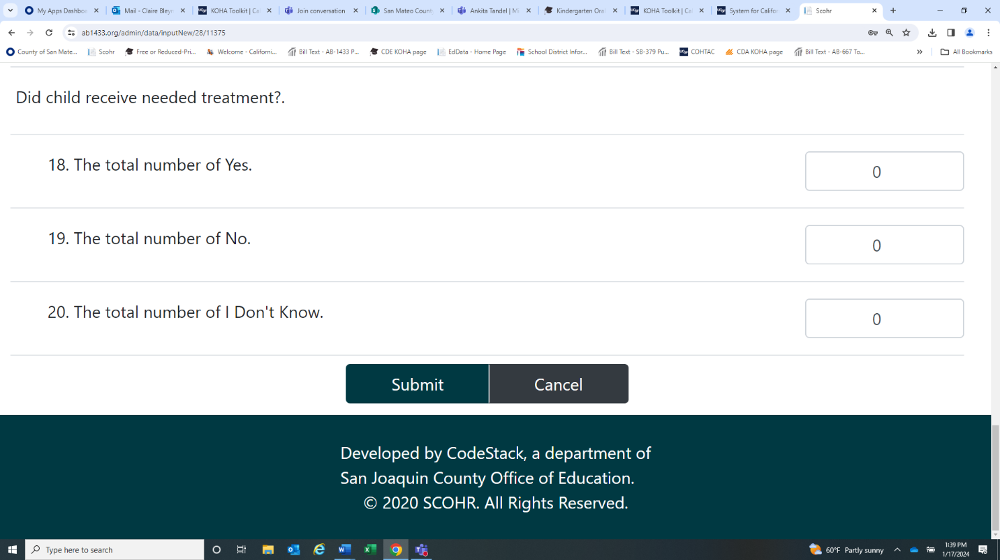 My Apps Dashbo
Mail - Claire Bleyn
KOHA Toolkit | Ca
Join conversation
San Mateo Count
Ankita Tandel | Mi
Kindergarten Oral
KOHA Toolkit | Cal
System for Califor
Scohr
ab1433.org/admin/data/inputNew/28/11375
County of San Mate...
Scohr
Free or Reduced-Pri...
Welcome - Californi...
Bill Text - AB-1433 P...
CDE KOHA page
EdData - Home Page
School District Infor...
Bill Text - SB-379 Pu...
COHTAC
CDA KOHA page
Bill Text - AB-667 To...
All Bookmarks
Did child receive needed treatment?.
18. The total number of Yes.
0
19. The total number of No.
0
20. The total number of I Don't Know.
0
Submit
Cancel
Developed by CodeStack, a department of
San Joaquin County Office of Education.
© 2020 SCOHR. All Rights Reserved.
Type here to search
60°F Partly sunny
1:39 PM
1/17/2024